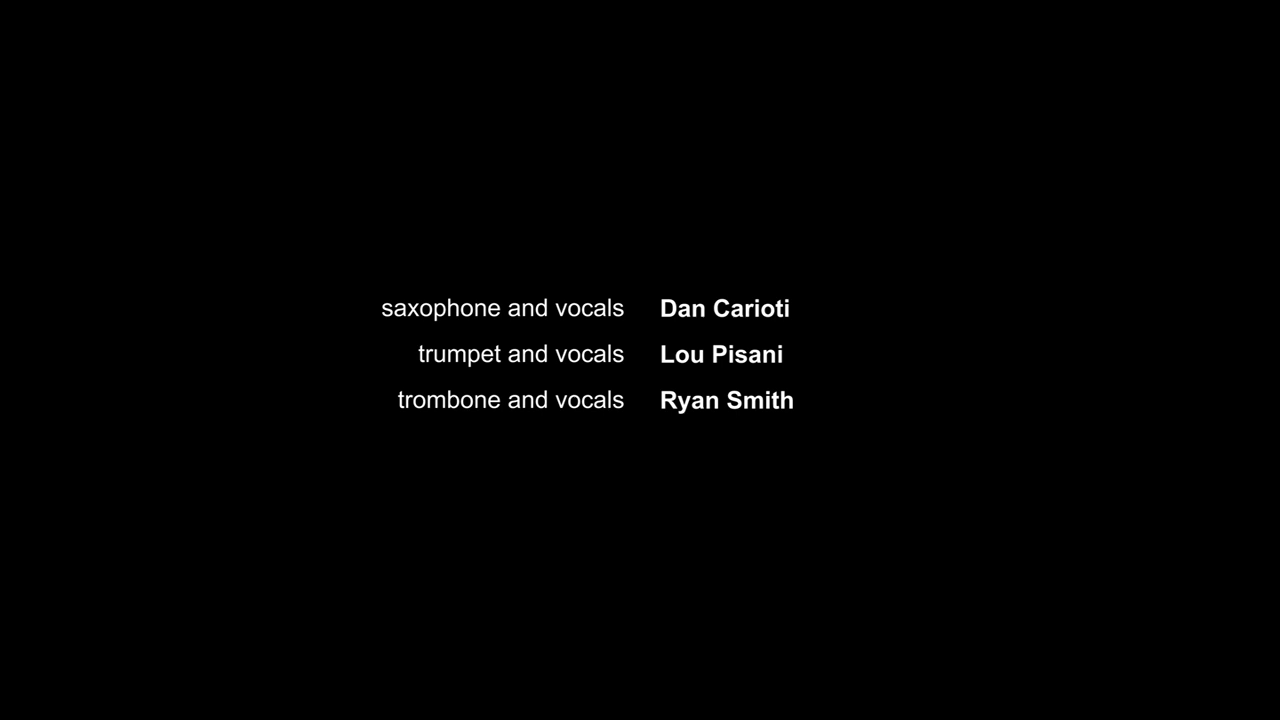 saxophone and vocals Dan Carioti
trumpet and vocals Lou Pisani
trombone and vocals Ryan Smith